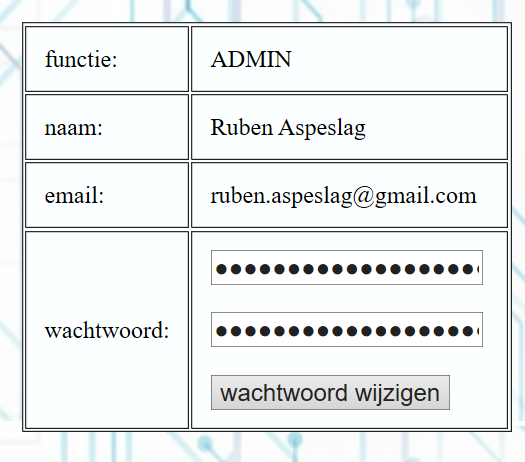 functie: ADMIN
naam: Ruben Aspeslag
email: ruben.aspeslag@gmail.com
wachtwoord:
wachtwoord wijzigen